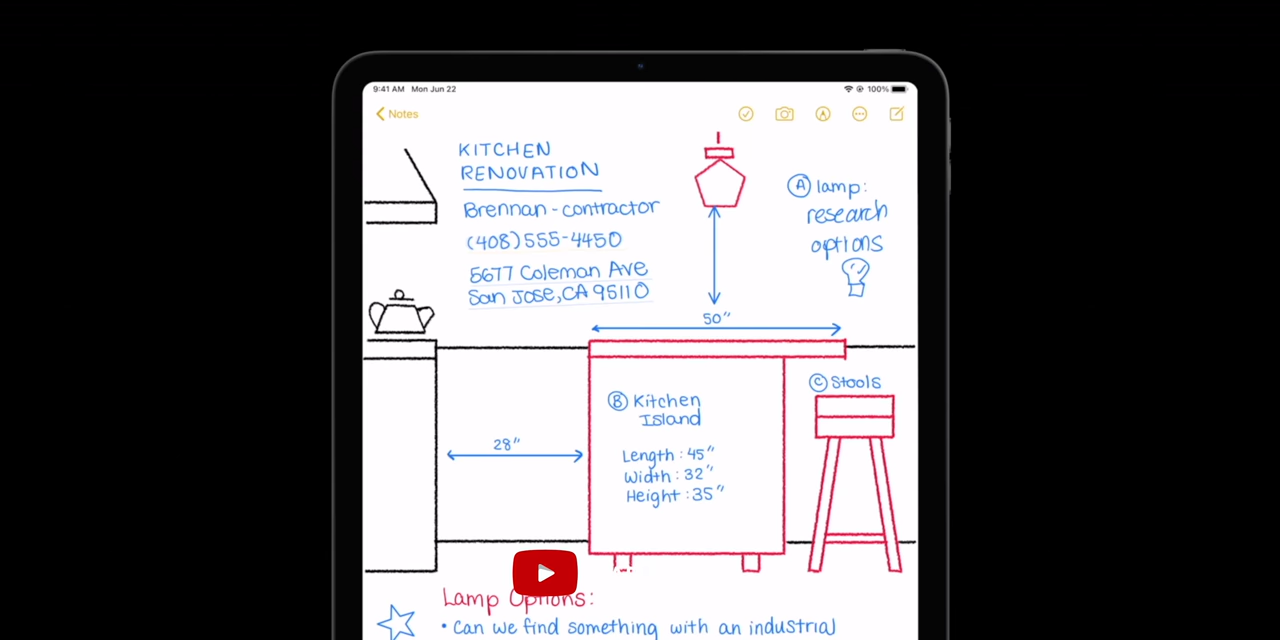 9:41 AM Mon Jun 22
100%
Notes
KITCHEN
RENOVATION
Brennan - contractor
(408) 555-4450
5677 Coleman Ave
San Jose, CA 95110
A lamp:
research
options
50"
C Stools
B Kitchen
Island
28"
Length: 45"
Width: 32"
Height: 35"
Lamp Options:
• Can we find something with an industrial